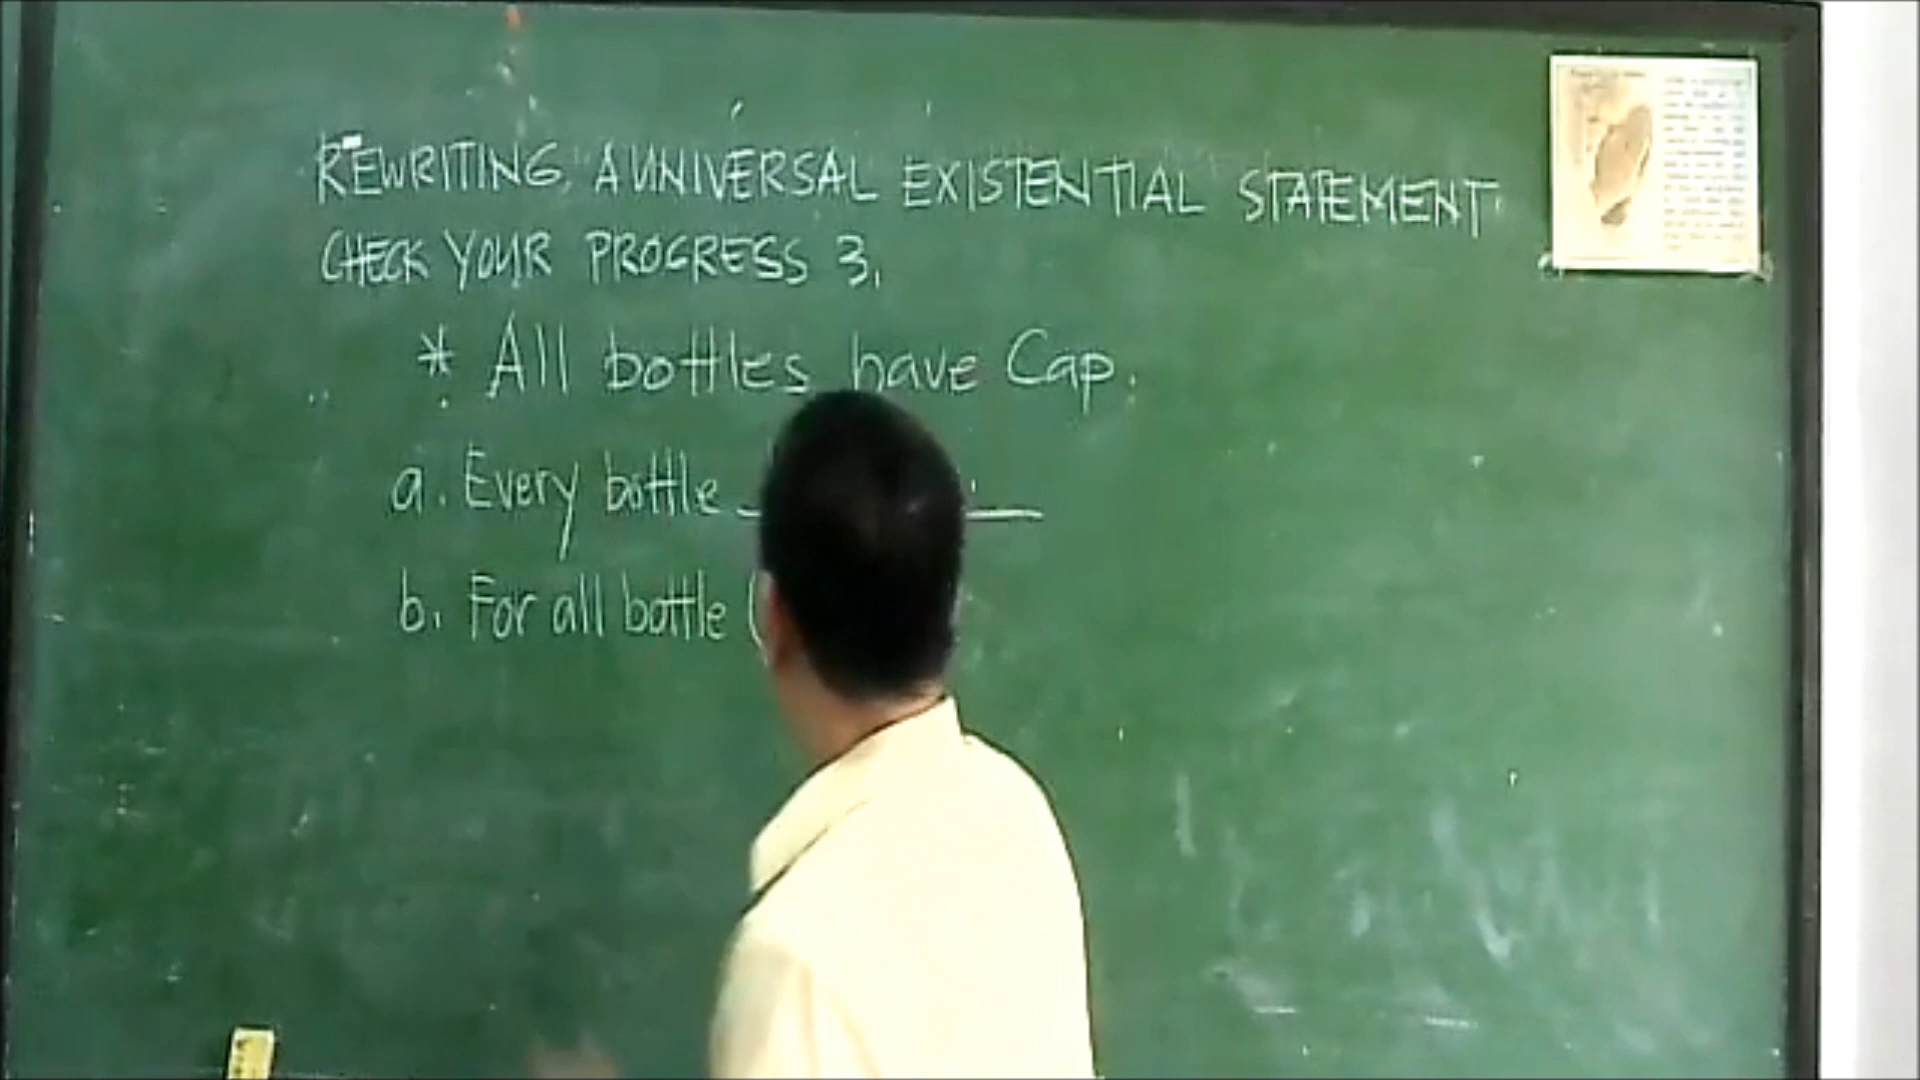 REWRITING A UNIVERSAL EXISTENTIAL STATEMENT
CHECK YOUR PROGRESS 3.
* All bottles have Cap.
a. Every bottle
b. For all bottle (